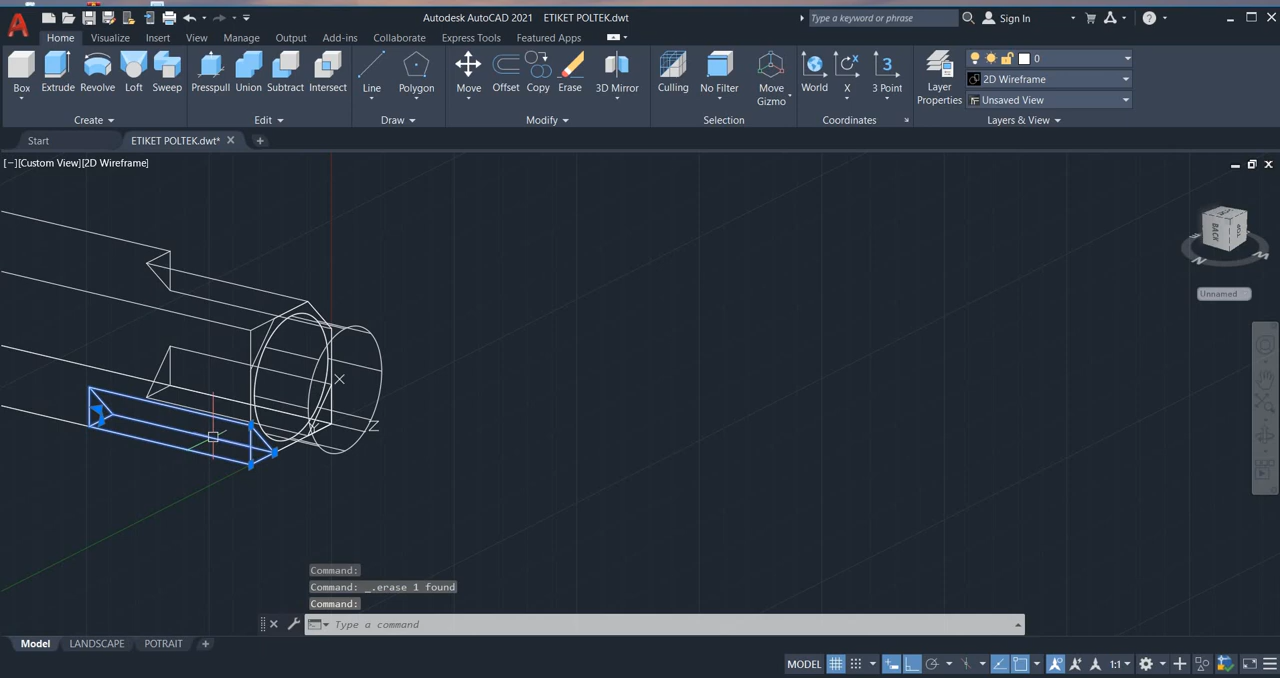 Autodesk AutoCAD 2021 ETIKET POLTEK.dwt
Type a keyword or phrase
Sign In
Home Insert View Visualize Manage Output Add-ins Collaborate Express Tools Featured Apps
Box Extrude Revolve Loft Sweep Presspull Union Subtract Intersect Line Polygon Move Offset Copy Erase 3D Mirror Culling No Filter Move Gizmo World X 3 Point Layer Properties
0
2D Wireframe
Unsaved View
Create Edit Draw Modify Selection Coordinates Layers & View
Start ETIKET POLTEK.dwt*
[−][Custom View][2D Wireframe]
BACK
N
M
Unnamed
X
Z
Command:
Command: _.erase 1 found
Command:
Type a command
Model LANDSCAPE POTRAIT
MODEL 1:1